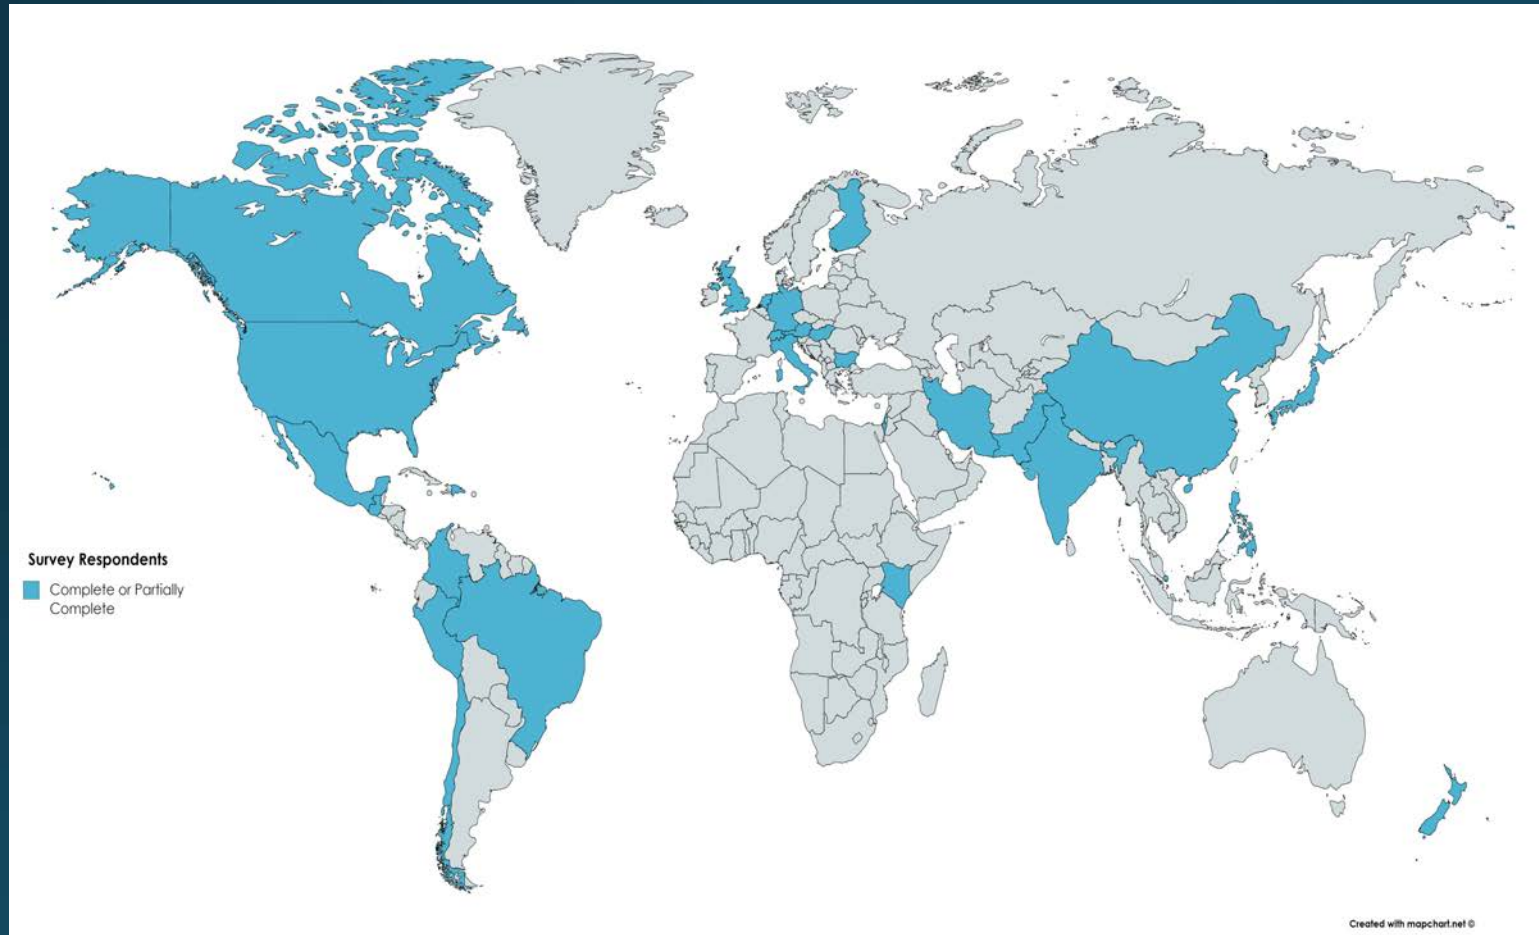 Survey Respondents
Complete or Partially
Complete
Created with mapchart.net ©